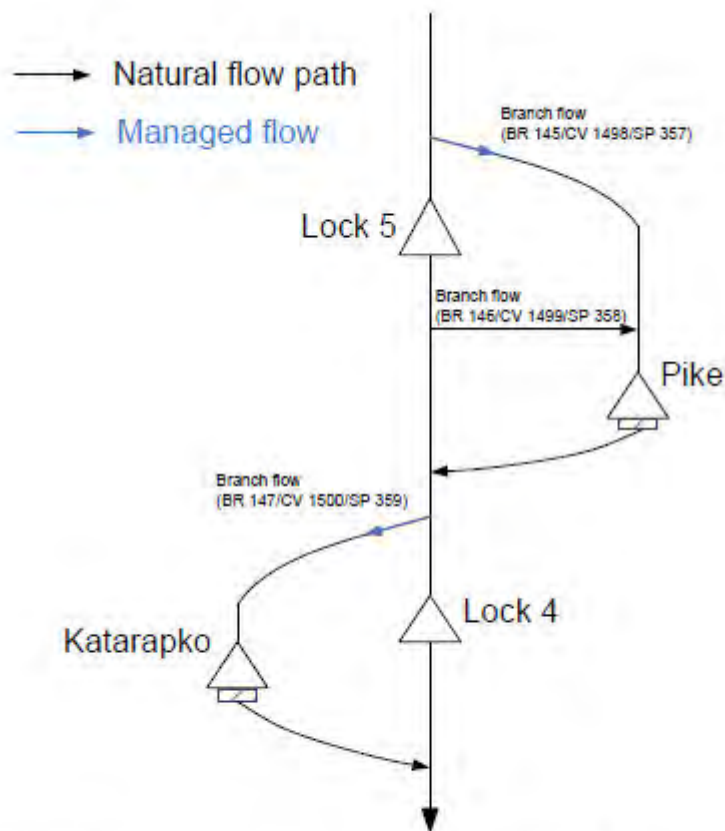 Natural flow path
Managed flow
Branch flow
(BR 145/CV 1498/SP 357)
Lock 5
Branch flow
(BR 146/CV 1499/SP 358)
Pike
Branch flow
(BR 147/CV 1500/SP 359)
Lock 4
Katarapko